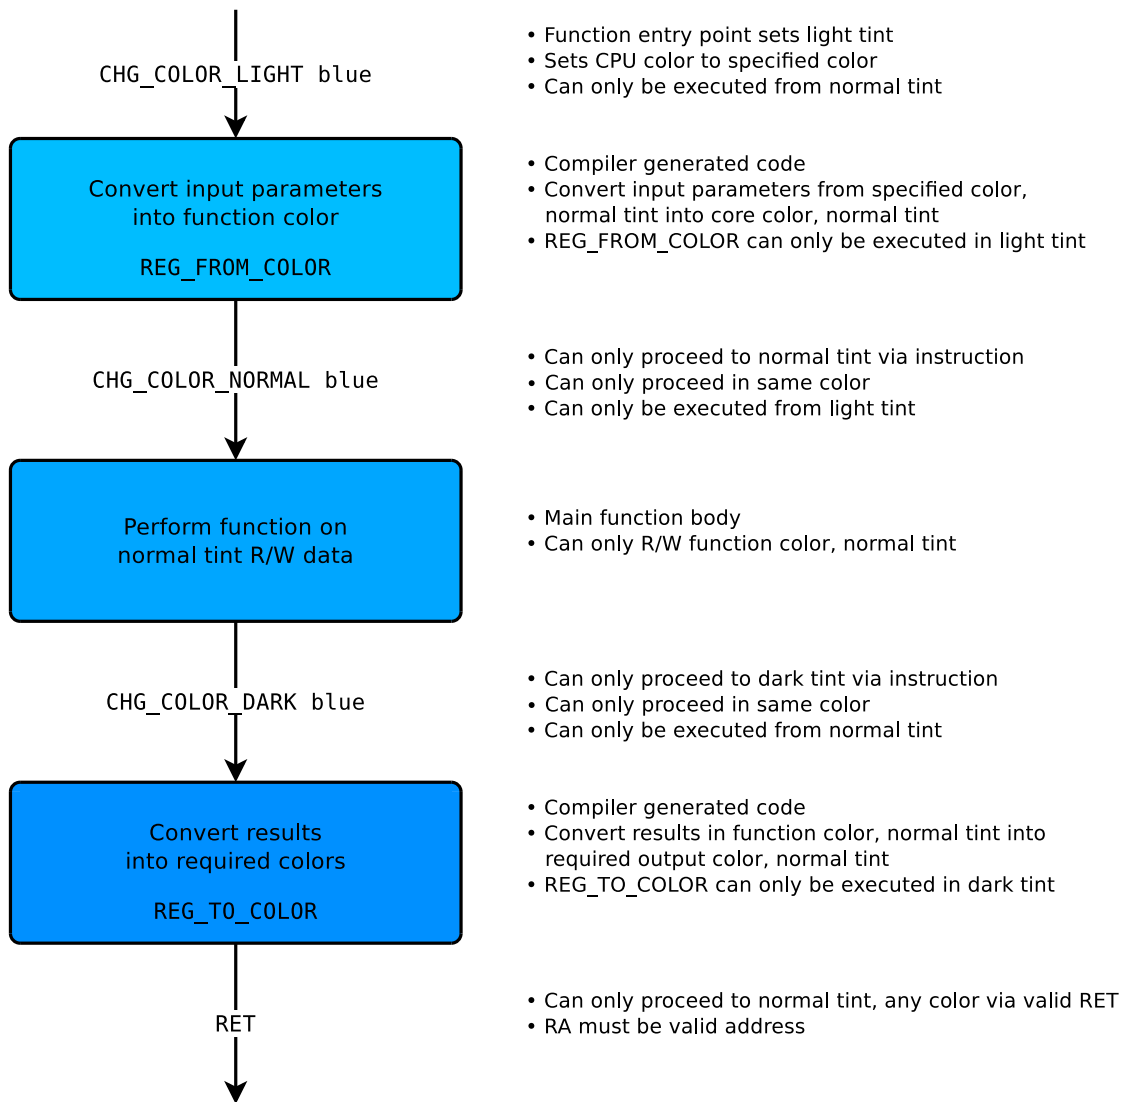 • Function entry point sets light tint
• Sets CPU color to specified color
CHG_COLOR_LIGHT blue
• Can only be executed from normal tint
Convert input parameters
into function color
REG_FROM_COLOR
• Compiler generated code
• Convert input parameters from specified color,
normal tint into core color, normal tint
• REG_FROM_COLOR can only be executed in light tint
CHG_COLOR_NORMAL blue
• Can only proceed to normal tint via instruction
• Can only proceed in same color
• Can only be executed from light tint
Perform function on
normal tint R/W data
• Main function body
• Can only R/W function color, normal tint
CHG_COLOR_DARK blue
• Can only proceed to dark tint via instruction
• Can only proceed in same color
• Can only be executed from normal tint
Convert results
into required colors
REG_TO_COLOR
• Compiler generated code
• Convert results in function color, normal tint into
required output color, normal tint
• REG_TO_COLOR can only be executed in dark tint
RET
• Can only proceed to normal tint, any color via valid RET
• RA must be valid address